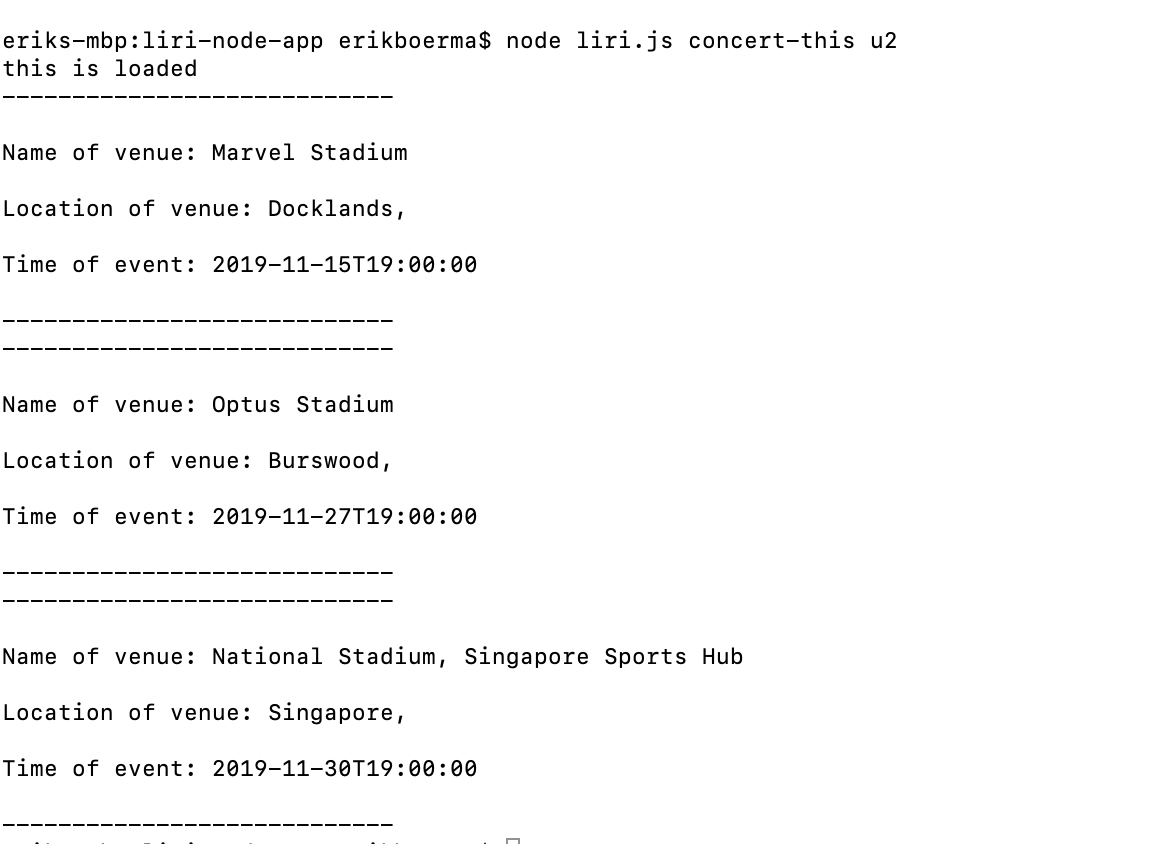 eriks-mbp:liri-node-app erikboerma$ node liri.js concert-this u2
this is loaded
----------------------------
Name of venue: Marvel Stadium
Location of venue: Docklands,
Time of event: 2019-11-15T19:00:00
----------------------------
----------------------------
Name of venue: Optus Stadium
Location of venue: Burswood,
Time of event: 2019-11-27T19:00:00
----------------------------
----------------------------
Name of venue: National Stadium, Singapore Sports Hub
Location of venue: Singapore,
Time of event: 2019-11-30T19:00:00
----------------------------